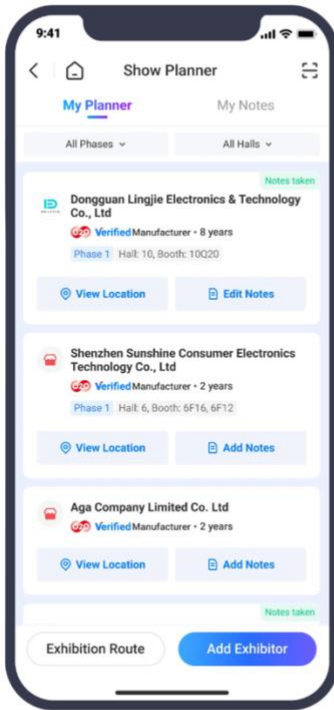 9:41
Show Planner
My Planner
My Notes
All Phases
All Halls
Notes taken
Dongguan Lingjie Electronics & Technology
Co., Ltd
Verified Manufacturer • 8 years
Phase 1 Hall: 10, Booth: 10Q20
View Location
Edit Notes
Shenzhen Sunshine Consumer Electronics
Technology Co., Ltd
Verified Manufacturer • 2 years
Phase 1 Hall: 6, Booth: 6F16, 6F12
View Location
Add Notes
Aga Company Limited Co. Ltd
Verified Manufacturer • 2 years
View Location
Add Notes
Notes taken
Exhibition Route
Add Exhibitor